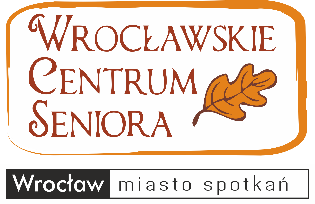 WROCŁAWSKIE
CENTRUM
SENIORA
Wrocław miasto spotkań